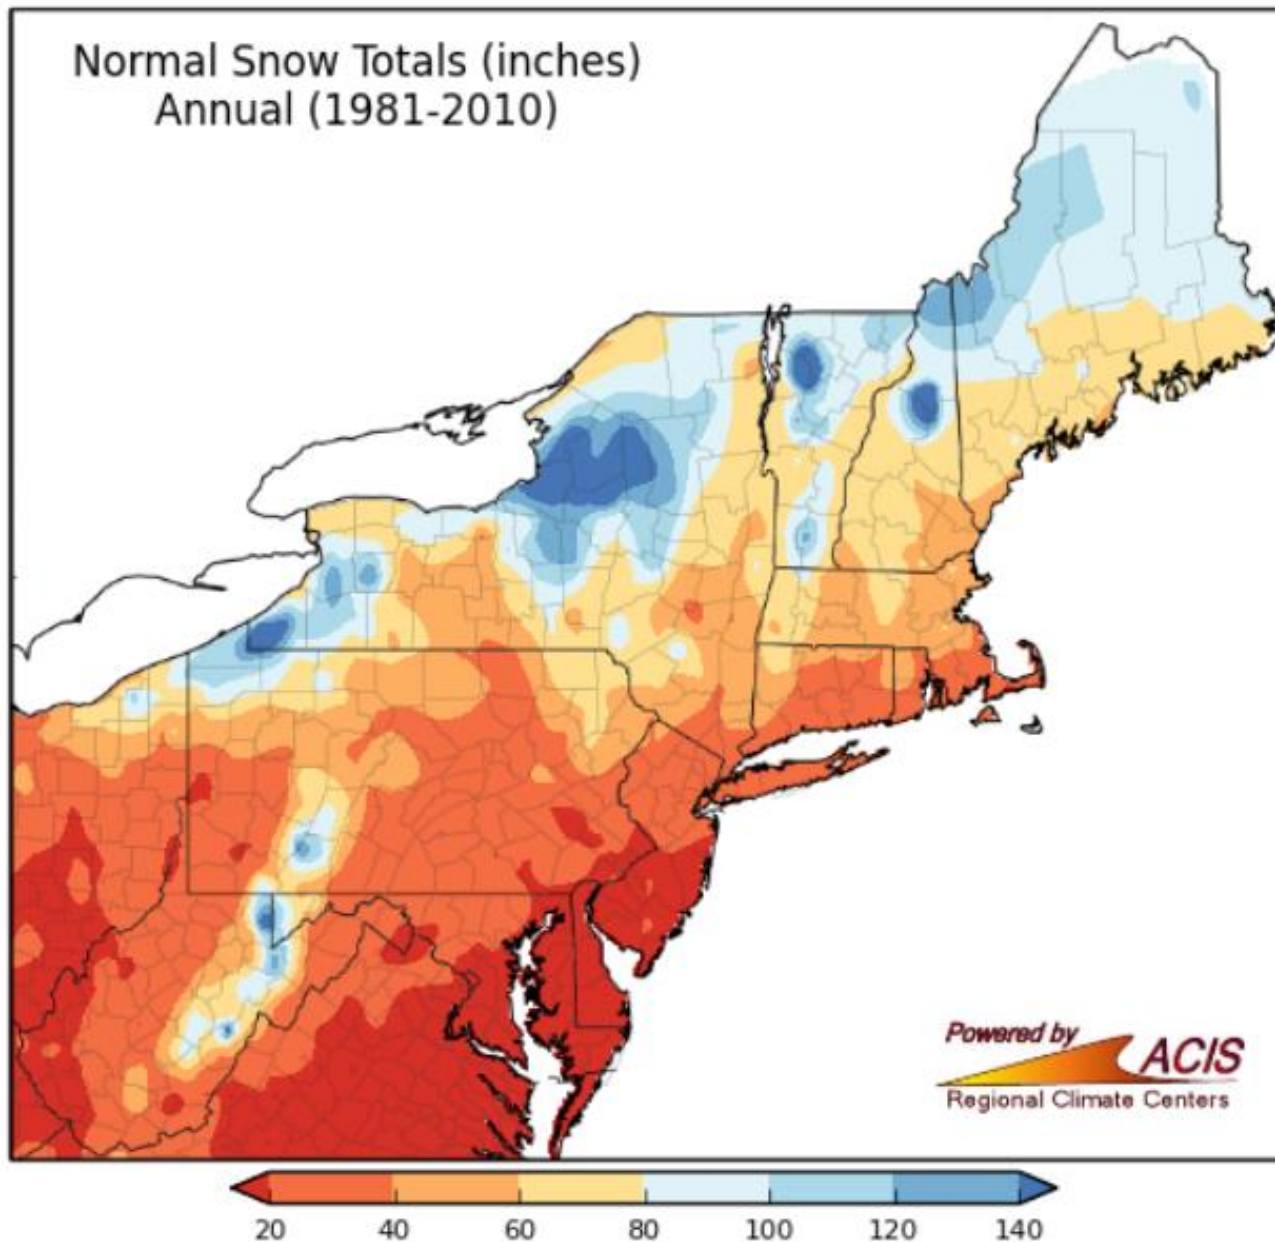 Normal Snow Totals (inches)
Annual (1981-2010)
Powered by
ACIS
Regional Climate Centers
20 40 60 80 100 120 140